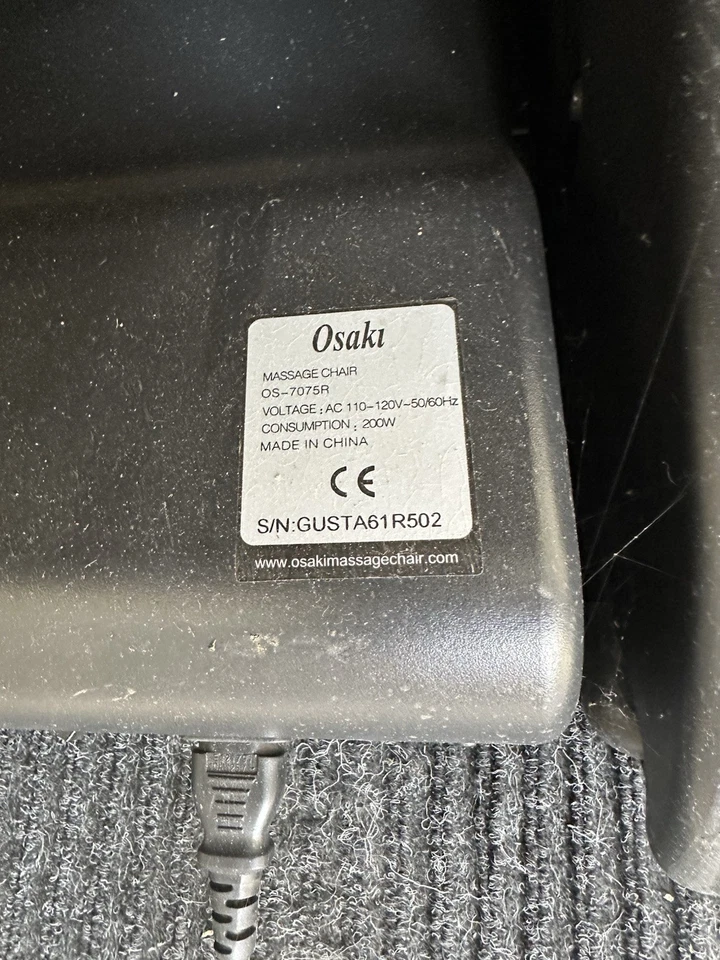 Osakı
MASSAGE CHAIR
OS-7075R
VOLTAGE : AC 110-120V~50/60Hz
CONSUMPTION : 200W
MADE IN CHINA
CE
S/N:GUSTA61R502
www.osakimassagechair.com